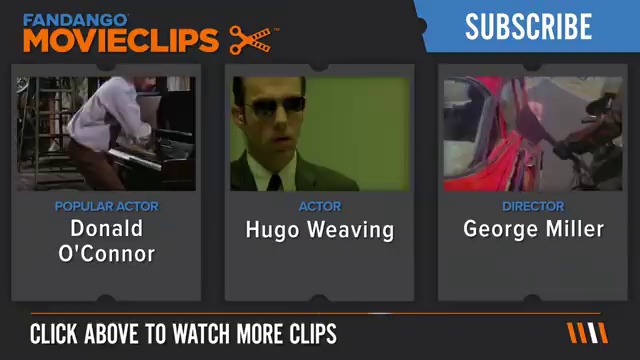 FANDANGO
MOVIECLIPS
SUBSCRIBE
POPULAR ACTOR
Donald
O'Connor
ACTOR
Hugo Weaving
DIRECTOR
George Miller
CLICK ABOVE TO WATCH MORE CLIPS